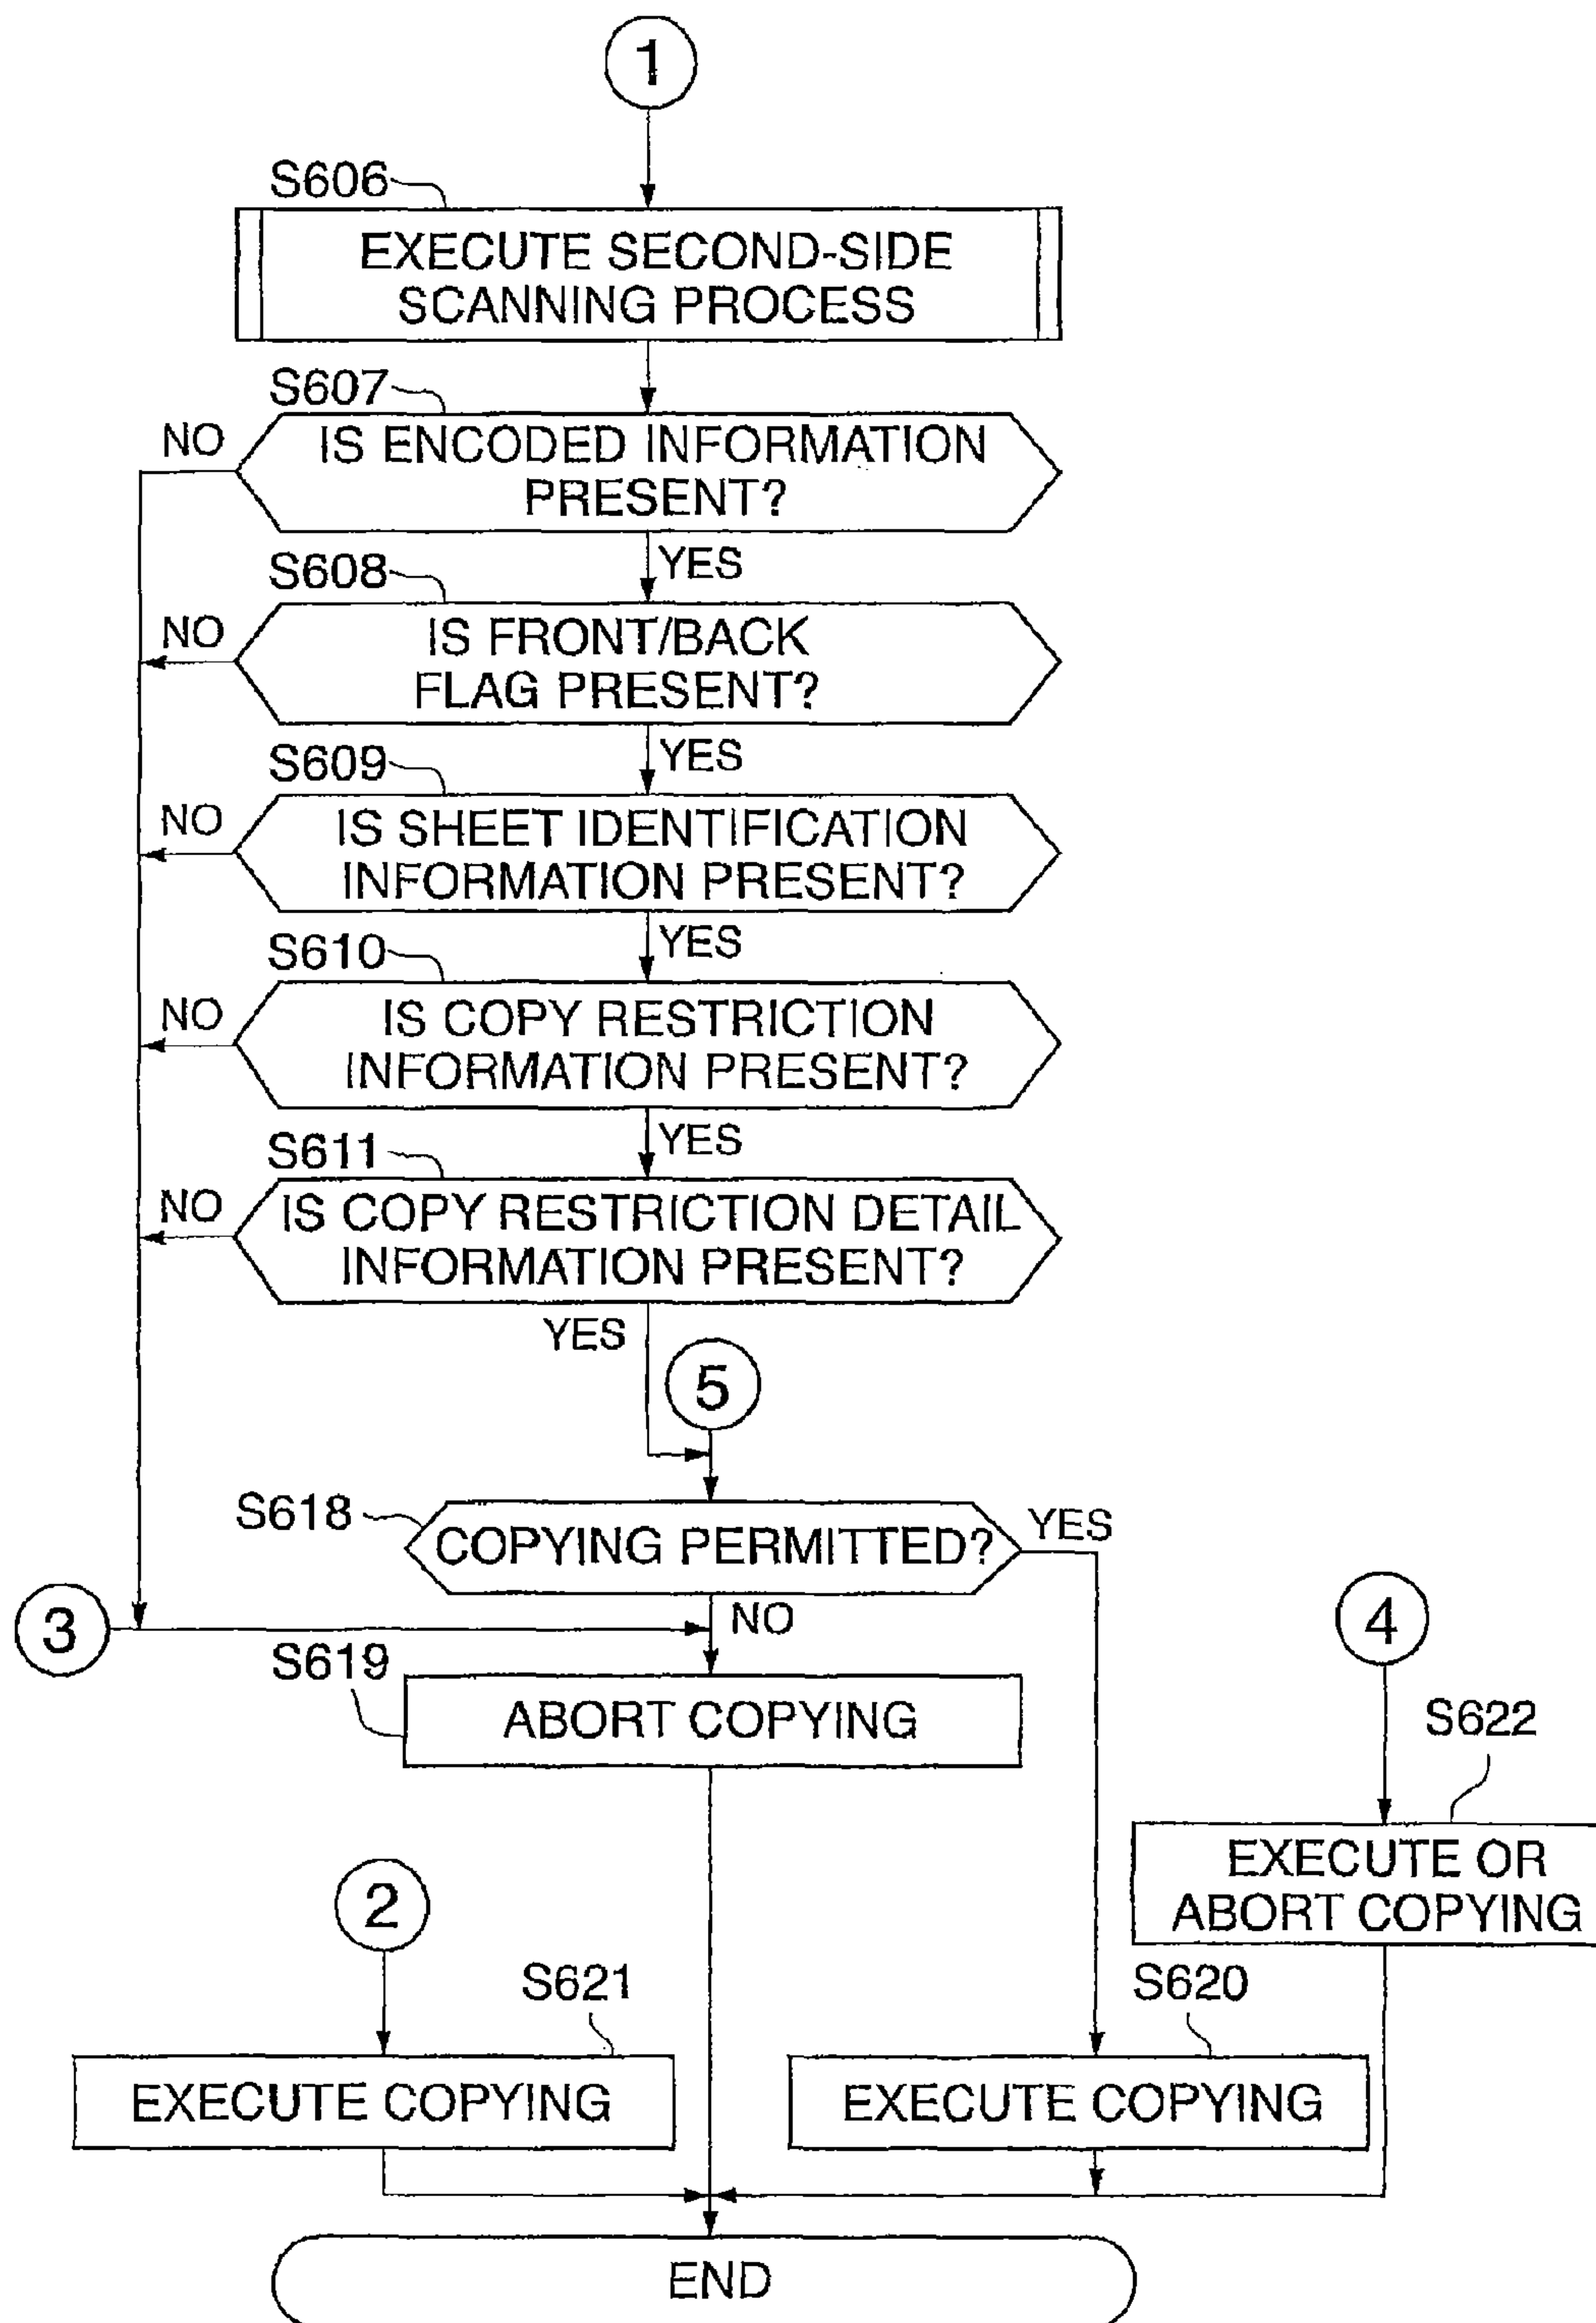 1
S606
EXECUTE SECOND-SIDE
SCANNING PROCESS
S607
NO
IS ENCODED INFORMATION
PRESENT?
YES
S608
NO
IS FRONT/BACK
FLAG PRESENT?
YES
S609
NO
IS SHEET IDENTIFICATION
INFORMATION PRESENT?
YES
S610
NO
IS COPY RESTRICTION
INFORMATION PRESENT?
YES
S611
NO
IS COPY RESTRICTION DETAIL
INFORMATION PRESENT?
YES
5
S618
COPYING PERMITTED?
YES
NO
3
4
S619
ABORT COPYING
S622
EXECUTE OR
ABORT COPYING
2
S621
EXECUTE COPYING
S620
EXECUTE COPYING
END